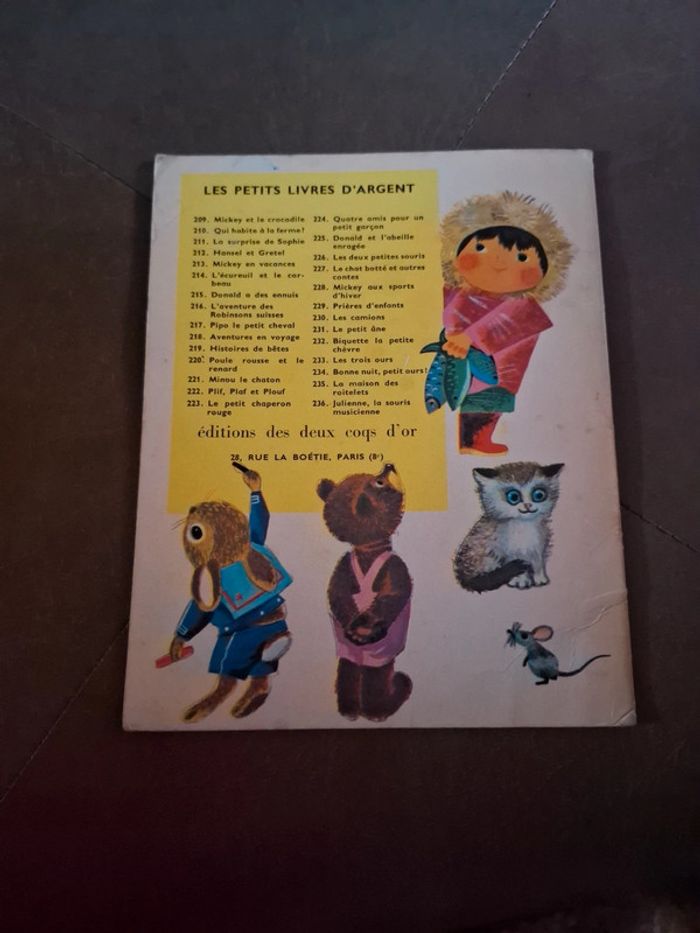 LES PETITS LIVRES D'ARGENT
209. Mickey et le crocodile
210. Qui habite à la ferme?
211. La surprise de Sophie
212. Hansel et Gretel
213. Mickey en vacances
214. L'écureuil et le cor-
beau
215. Donald a des ennuis
216. L'aventure des
Robinsons suisses
217. Pipo le petit cheval
218. Aventures en voyage
219. Histoires de bêtes
220. Poule rousse et le
renard
221. Minou le chaton
222. Plif, Plaf et Plouf
223. Le petit chaperon
rouge
224. Quatre amis pour un
petit garçon
225. Donald et l'abeille
enragée
226. Les deux petites souris
227. Le chat botté et autres
contes
228. Mickey aux sports
d'hiver
229. Prières d'enfants
230. Les camions
231. Le petit âne
232. Biquette la petite
chèvre
233. Les trois ours
234. Bonne nuit, petit ours!
235. La maison des
roitelets
236. Julienne, la souris
musicienne
éditions des deux coqs d'or
28, RUE LA BOÉTIE, PARIS (8e)